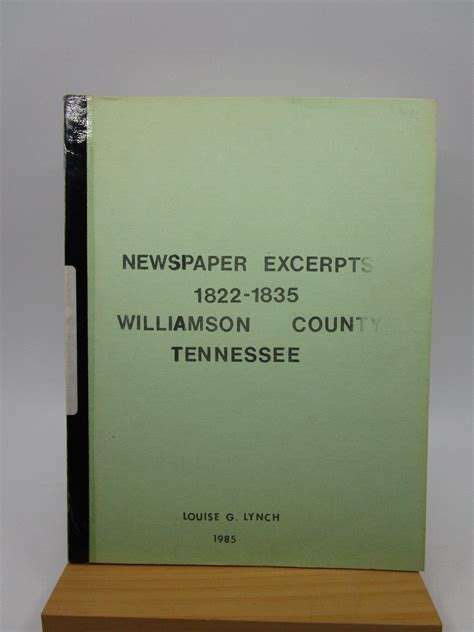 NEWSPAPER EXCERPTS
1822-1835
WILLIAMSON COUNTY
TENNESSEE
LOUISE G. LYNCH
1985